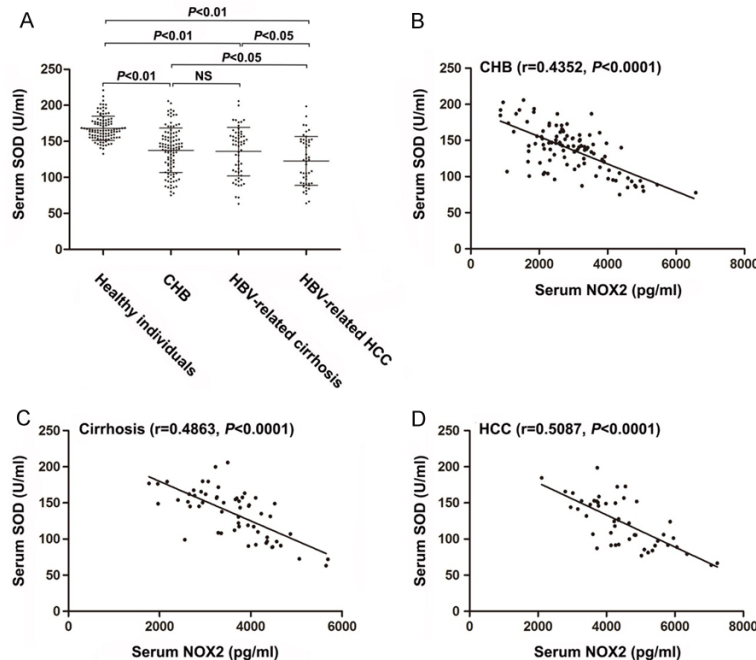 A
P<0.01
P<0.01
P<0.05
P<0.05
P<0.01
NS
Serum SOD (U/ml)
250
200
150
100
50
0
Healthy individuals
CHB
HBV-related cirrhosis
HBV-related HCC
B
CHB (r=0.4352, P<0.0001)
Serum SOD (U/ml)
250
200
150
100
50
0
0 2000 4000 6000 8000
Serum NOX2 (pg/ml)
C
Cirrhosis (r=0.4863, P<0.0001)
Serum SOD (U/ml)
250
200
150
100
50
0
0 2000 4000 6000
Serum NOX2 (pg/ml)
D
HCC (r=0.5087, P<0.0001)
Serum SOD (U/ml)
250
200
150
100
50
0
0 2000 4000 6000 8000
Serum NOX2 (pg/ml)